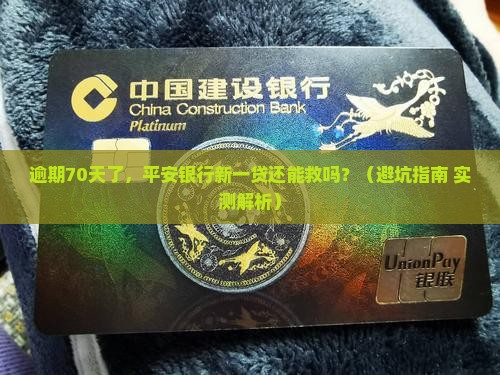 中国建设银行
China Construction Bank
Platinum
逾期70天了，平安银行新一贷还能救吗？（避坑指南 实
测解析）
UnionPay
银联